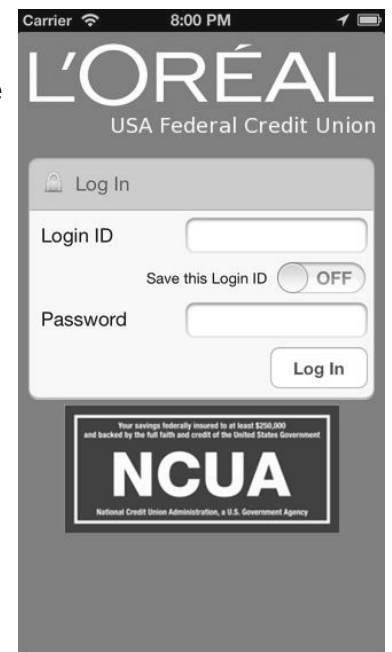 Carrier 8:00 PM
e
L'ORÉAL
USA Federal Credit Union
Log In
Login ID
Save this Login ID OFF
Password
Log In
Your savings federally insured to at least $250,000
and backed by the full faith and credit of the United States Government
NCUA
National Credit Union Administration, a U.S. Government Agency